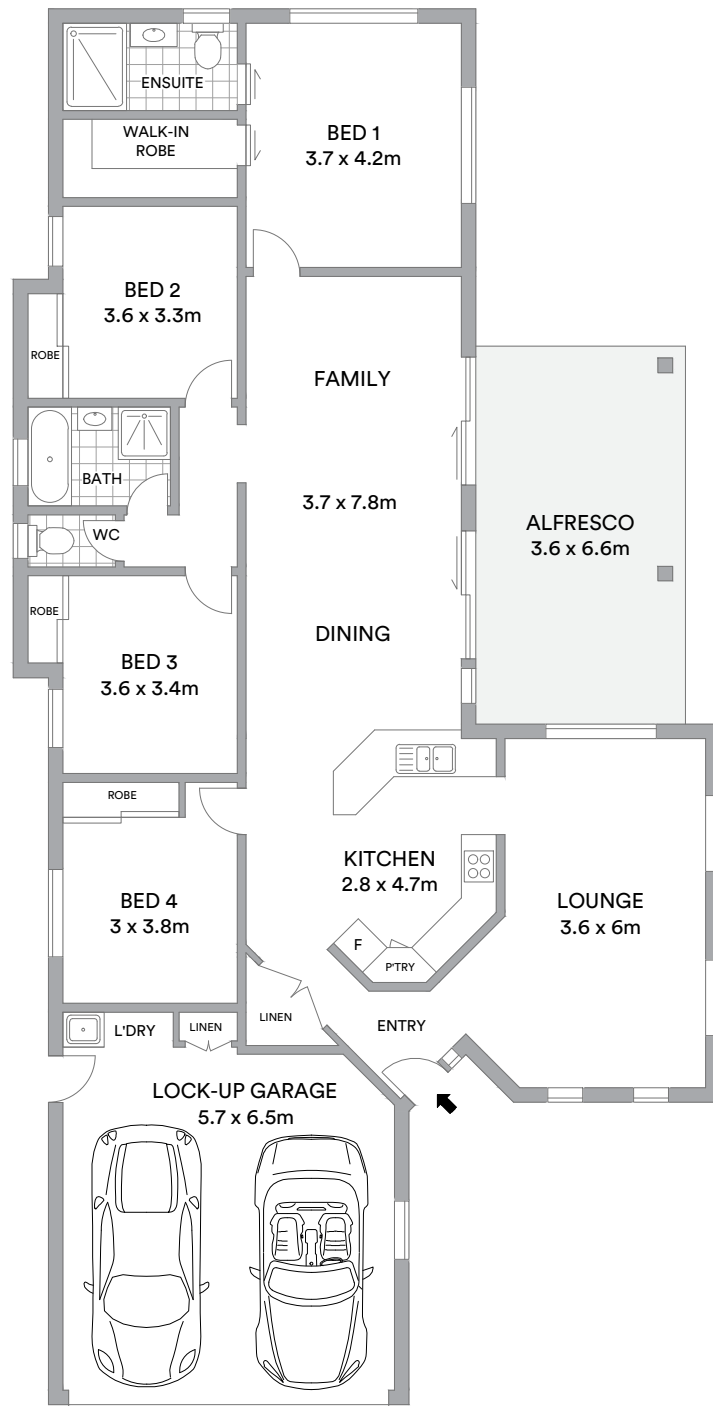 ENSUITE
WALK-IN
ROBE
BED 1
3.7 x 4.2m
BED 2
3.6 x 3.3m
ROBE
FAMILY
BATH
3.7 x 7.8m
WC
ALFRESCO
3.6 x 6.6m
ROBE
DINING
BED 3
3.6 x 3.4m
ROBE
KITCHEN
2.8 x 4.7m
BED 4
3 x 3.8m
LOUNGE
3.6 x 6m
F
P'TRY
L'DRY
LINEN
LINEN
ENTRY
LOCK-UP GARAGE
5.7 x 6.5m